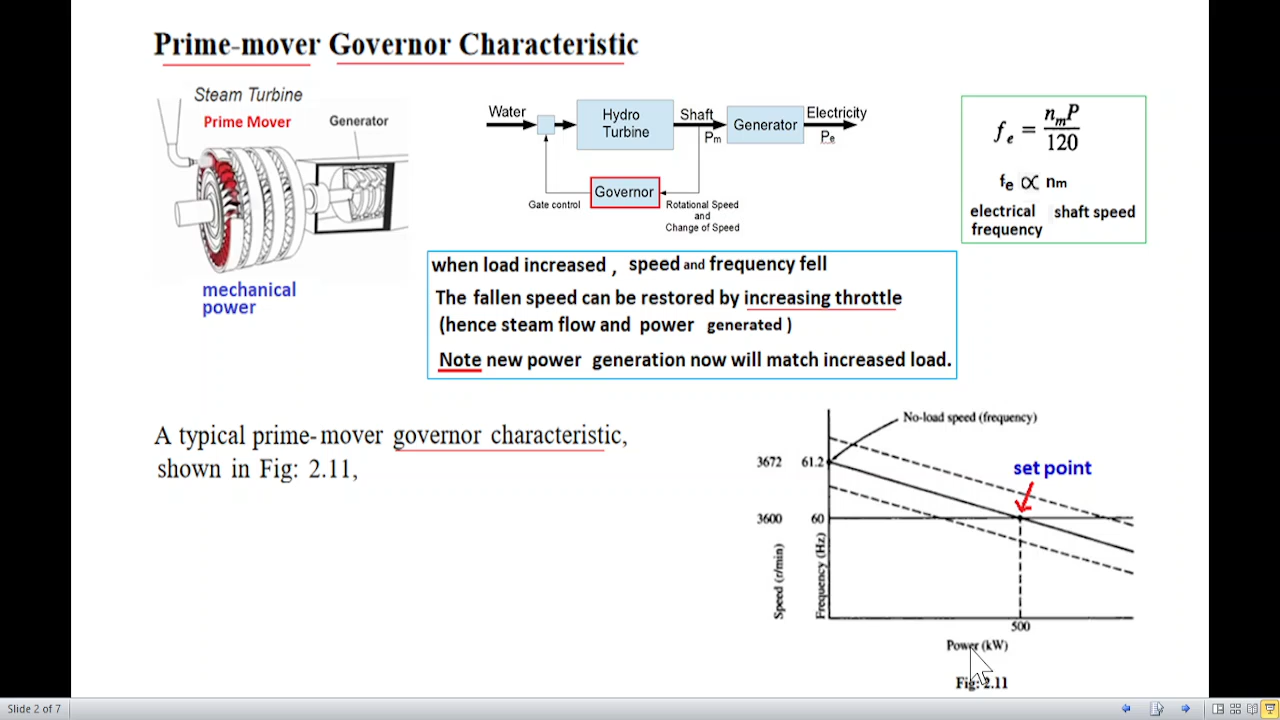 Prime-mover Governor Characteristic
Steam Turbine
Prime Mover
Generator
mechanical
power
Water
Hydro
Turbine
Shaft
Pm
Generator
Electricity
Pe
Governor
Gate control
Rotational Speed
and
Change of Speed
fe = nmP
120
fe ∝ nm
electrical shaft speed
frequency
when load increased , speed and frequency fell
The fallen speed can be restored by increasing throttle
(hence steam flow and power generated )
Note new power generation now will match increased load.
A typical prime-mover governor characteristic,
shown in Fig: 2.11,
No-load speed (frequency)
set point
3672 61.2
3600 60
Speed (r/min)
Frequency (Hz)
500
Power (kW)
Fig: 2.11
Slide 2 of 7